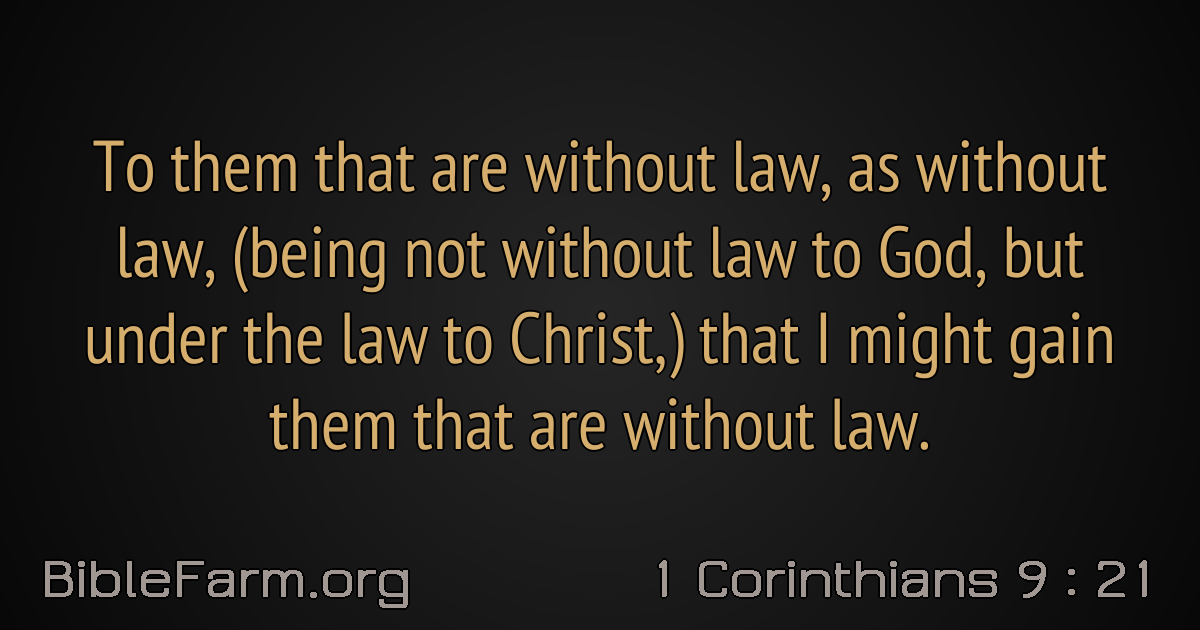 To them that are without law, as without
law, (being not without law to God, but
under the law to Christ,) that I might gain
them that are without law.
BibleFarm.org
1 Corinthians 9 : 21